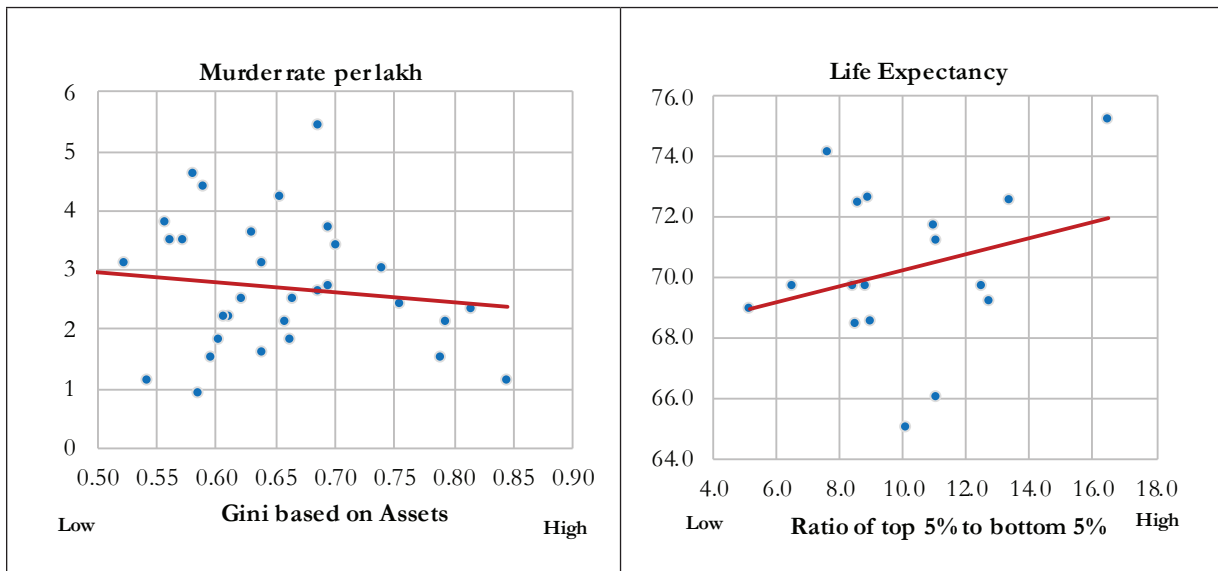 Murder rate per lakh
6
5
4
3
2
1
0
0.50 0.55 0.60 0.65 0.70 0.75 0.80 0.85 0.90
Low Gini based on Assets High
Life Expectancy
76.0
74.0
72.0
70.0
68.0
66.0
64.0
4.0 6.0 8.0 10.0 12.0 14.0 16.0 18.0
Low Ratio of top 5% to bottom 5% High